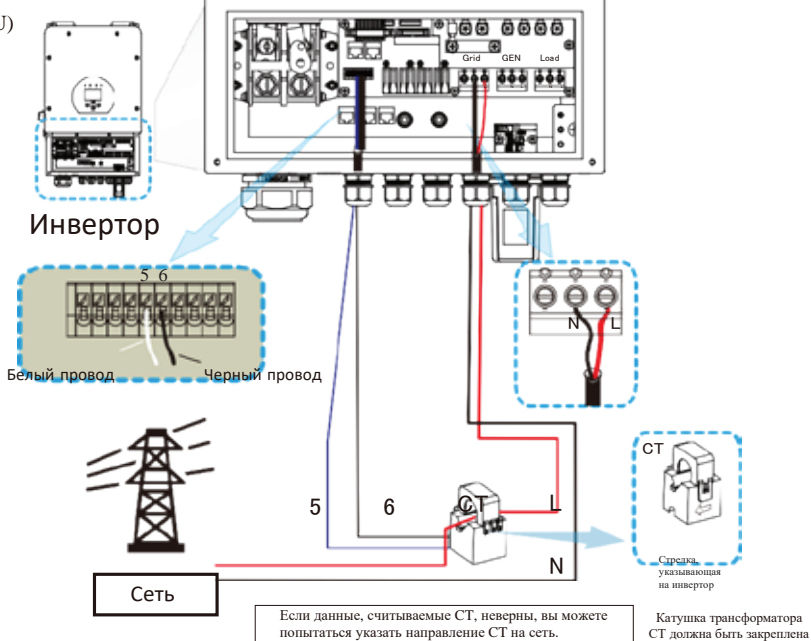 U)
Grid GEN Load
Инвертор
5 6
Белый провод
Черный провод
N L
5 6 CT L
N
Сеть
CT
Стредка,
указывающая
на инвертор
Если данные, считываемые CT, неверны, вы можете
попытаться указать направление CT на сеть.
Катушка трансформатора
CT должна быть закреплена